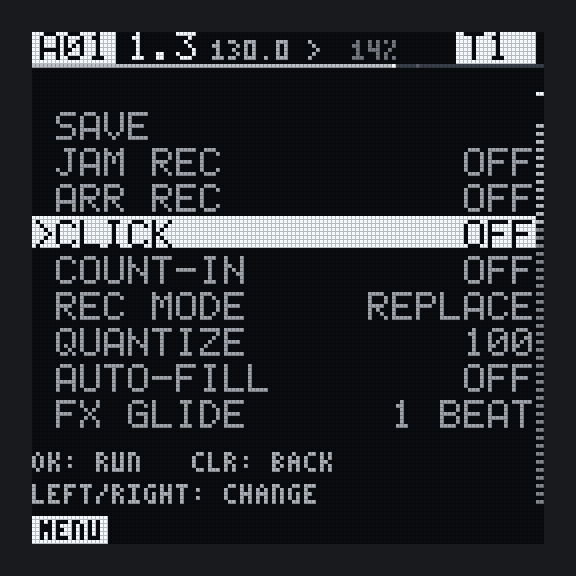 A01 1.3 130.0 > 14% T1
SAVE
JAM REC OFF
ARR REC OFF
>CLICK OFF
COUNT-IN OFF
REC MODE REPLACE
QUANTIZE 100
AUTO-FILL OFF
FX GLIDE 1 BEAT
OK: RUN CLR: BACK
LEFT/RIGHT: CHANGE
MENU